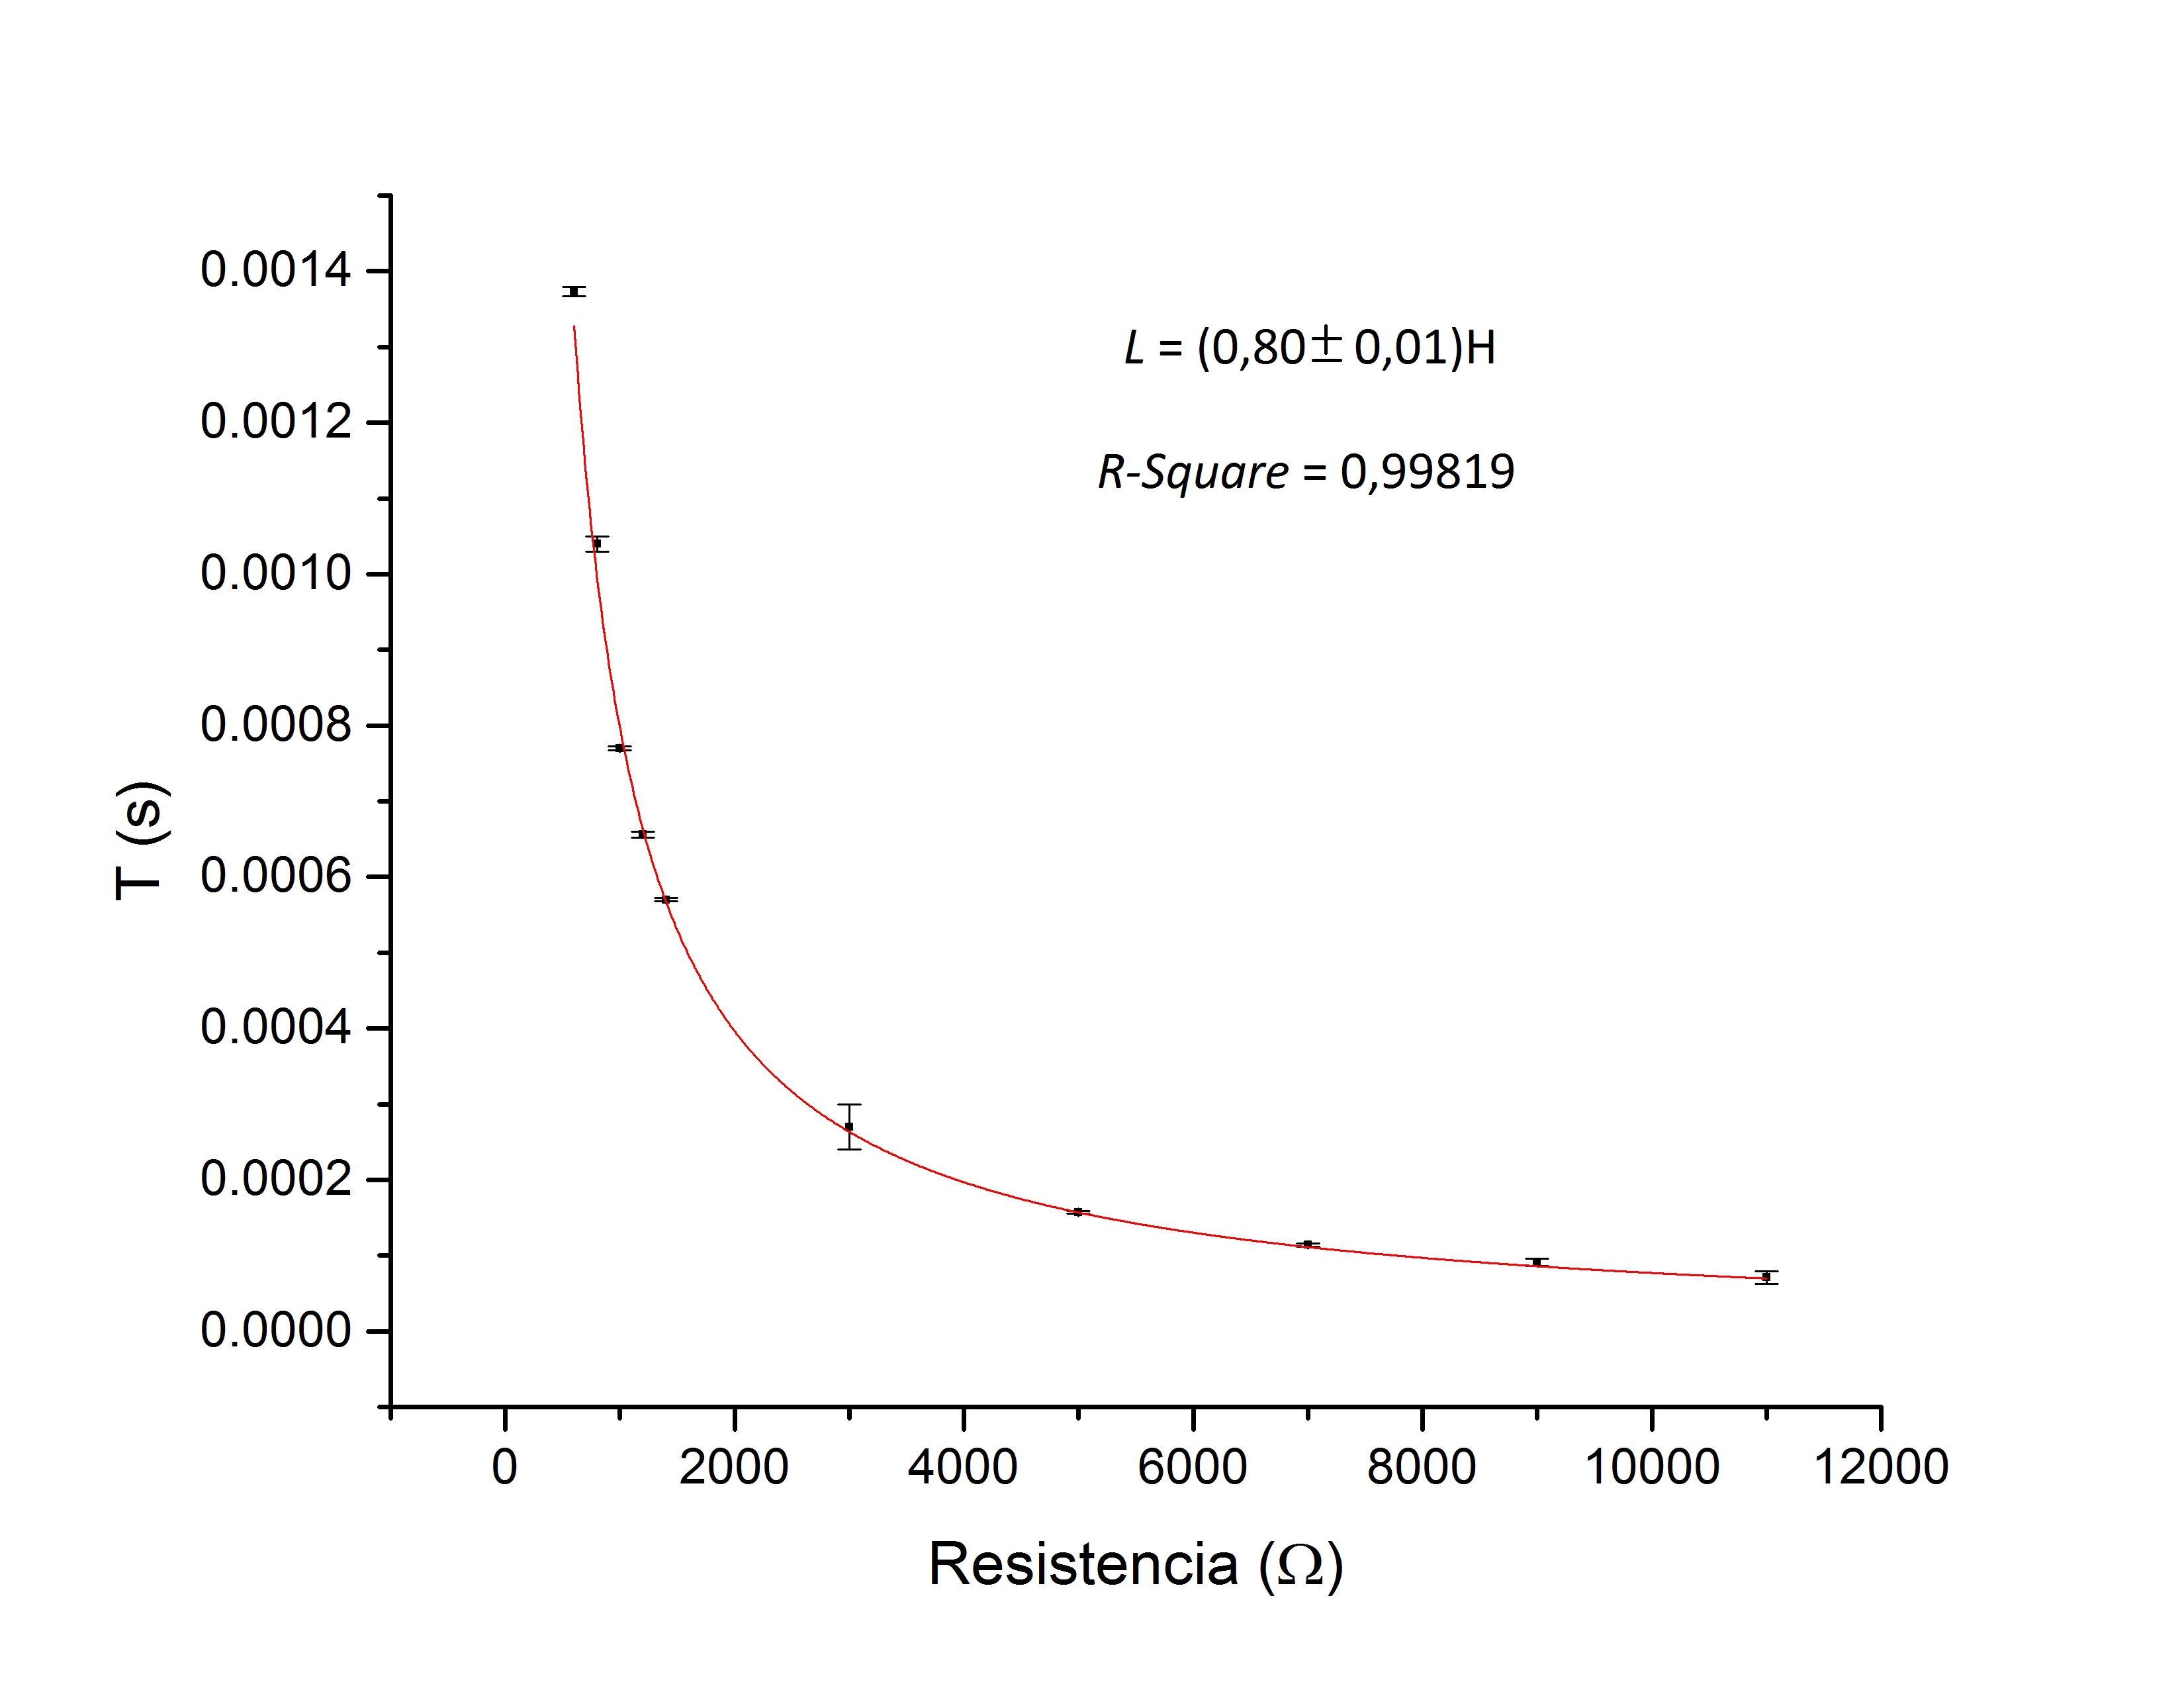 0.0014
L = (0,80± 0,01)H
0.0012
R-Square = 0,99819
0.0010
0.0008
T (s)
0.0006
0.0004
0.0002
0.0000
0 2000 4000 6000 8000 10000 12000
Resistencia (Ω)